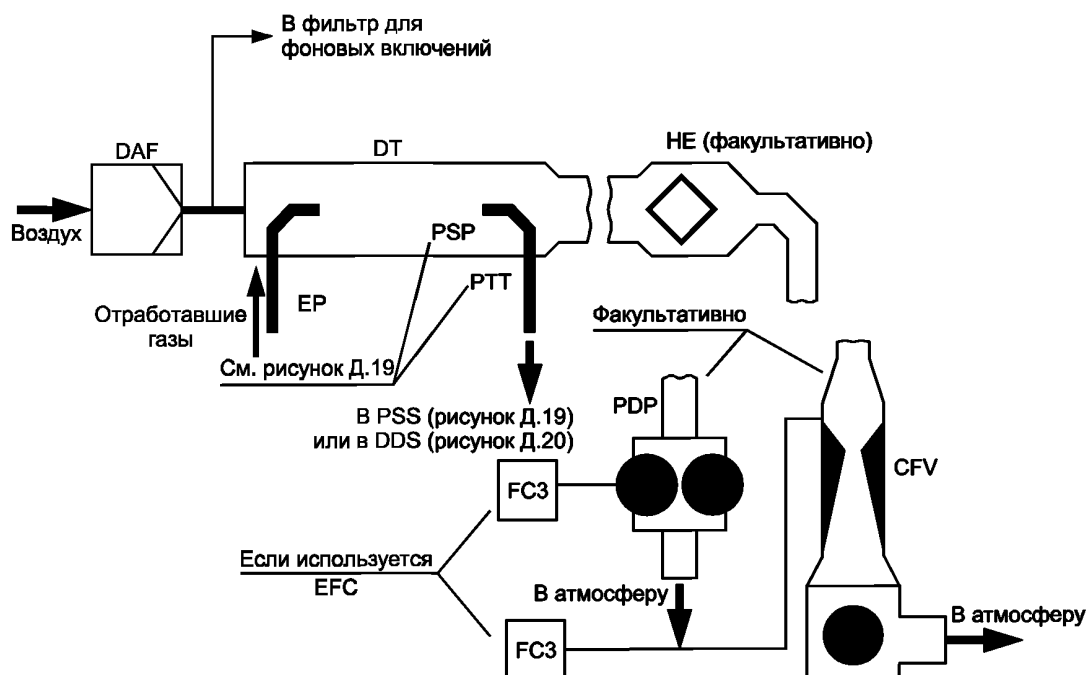 В фильтр для
фоновых включений
DAF
DT
НЕ (факультативно)
Воздух
PSP
PTT
EP
Отработавшие
газы
См. рисунок Д.19
Факультативно
В PSS (рисунок Д.19)
или в DDS (рисунок Д.20)
PDP
CFV
FC3
Если используется
EFC
В атмосферу
FC3
В атмосферу